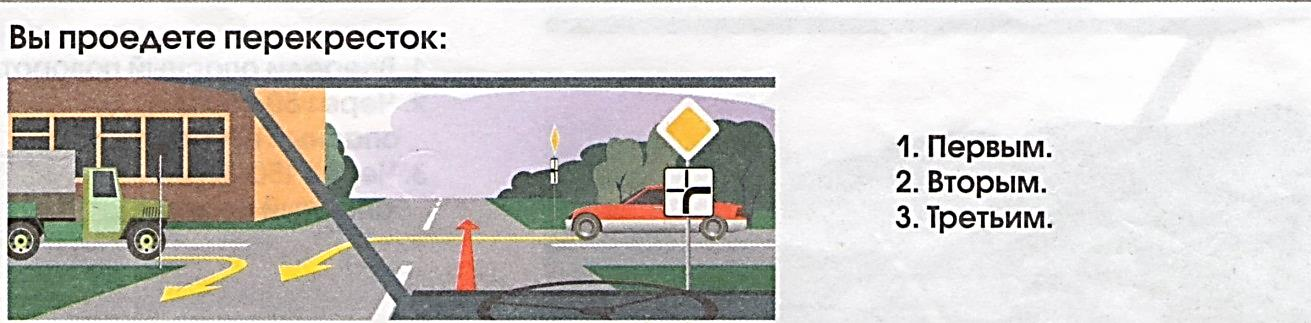 Вы проедете перекресток:
1. Первым.
2. Вторым.
3. Третьим.